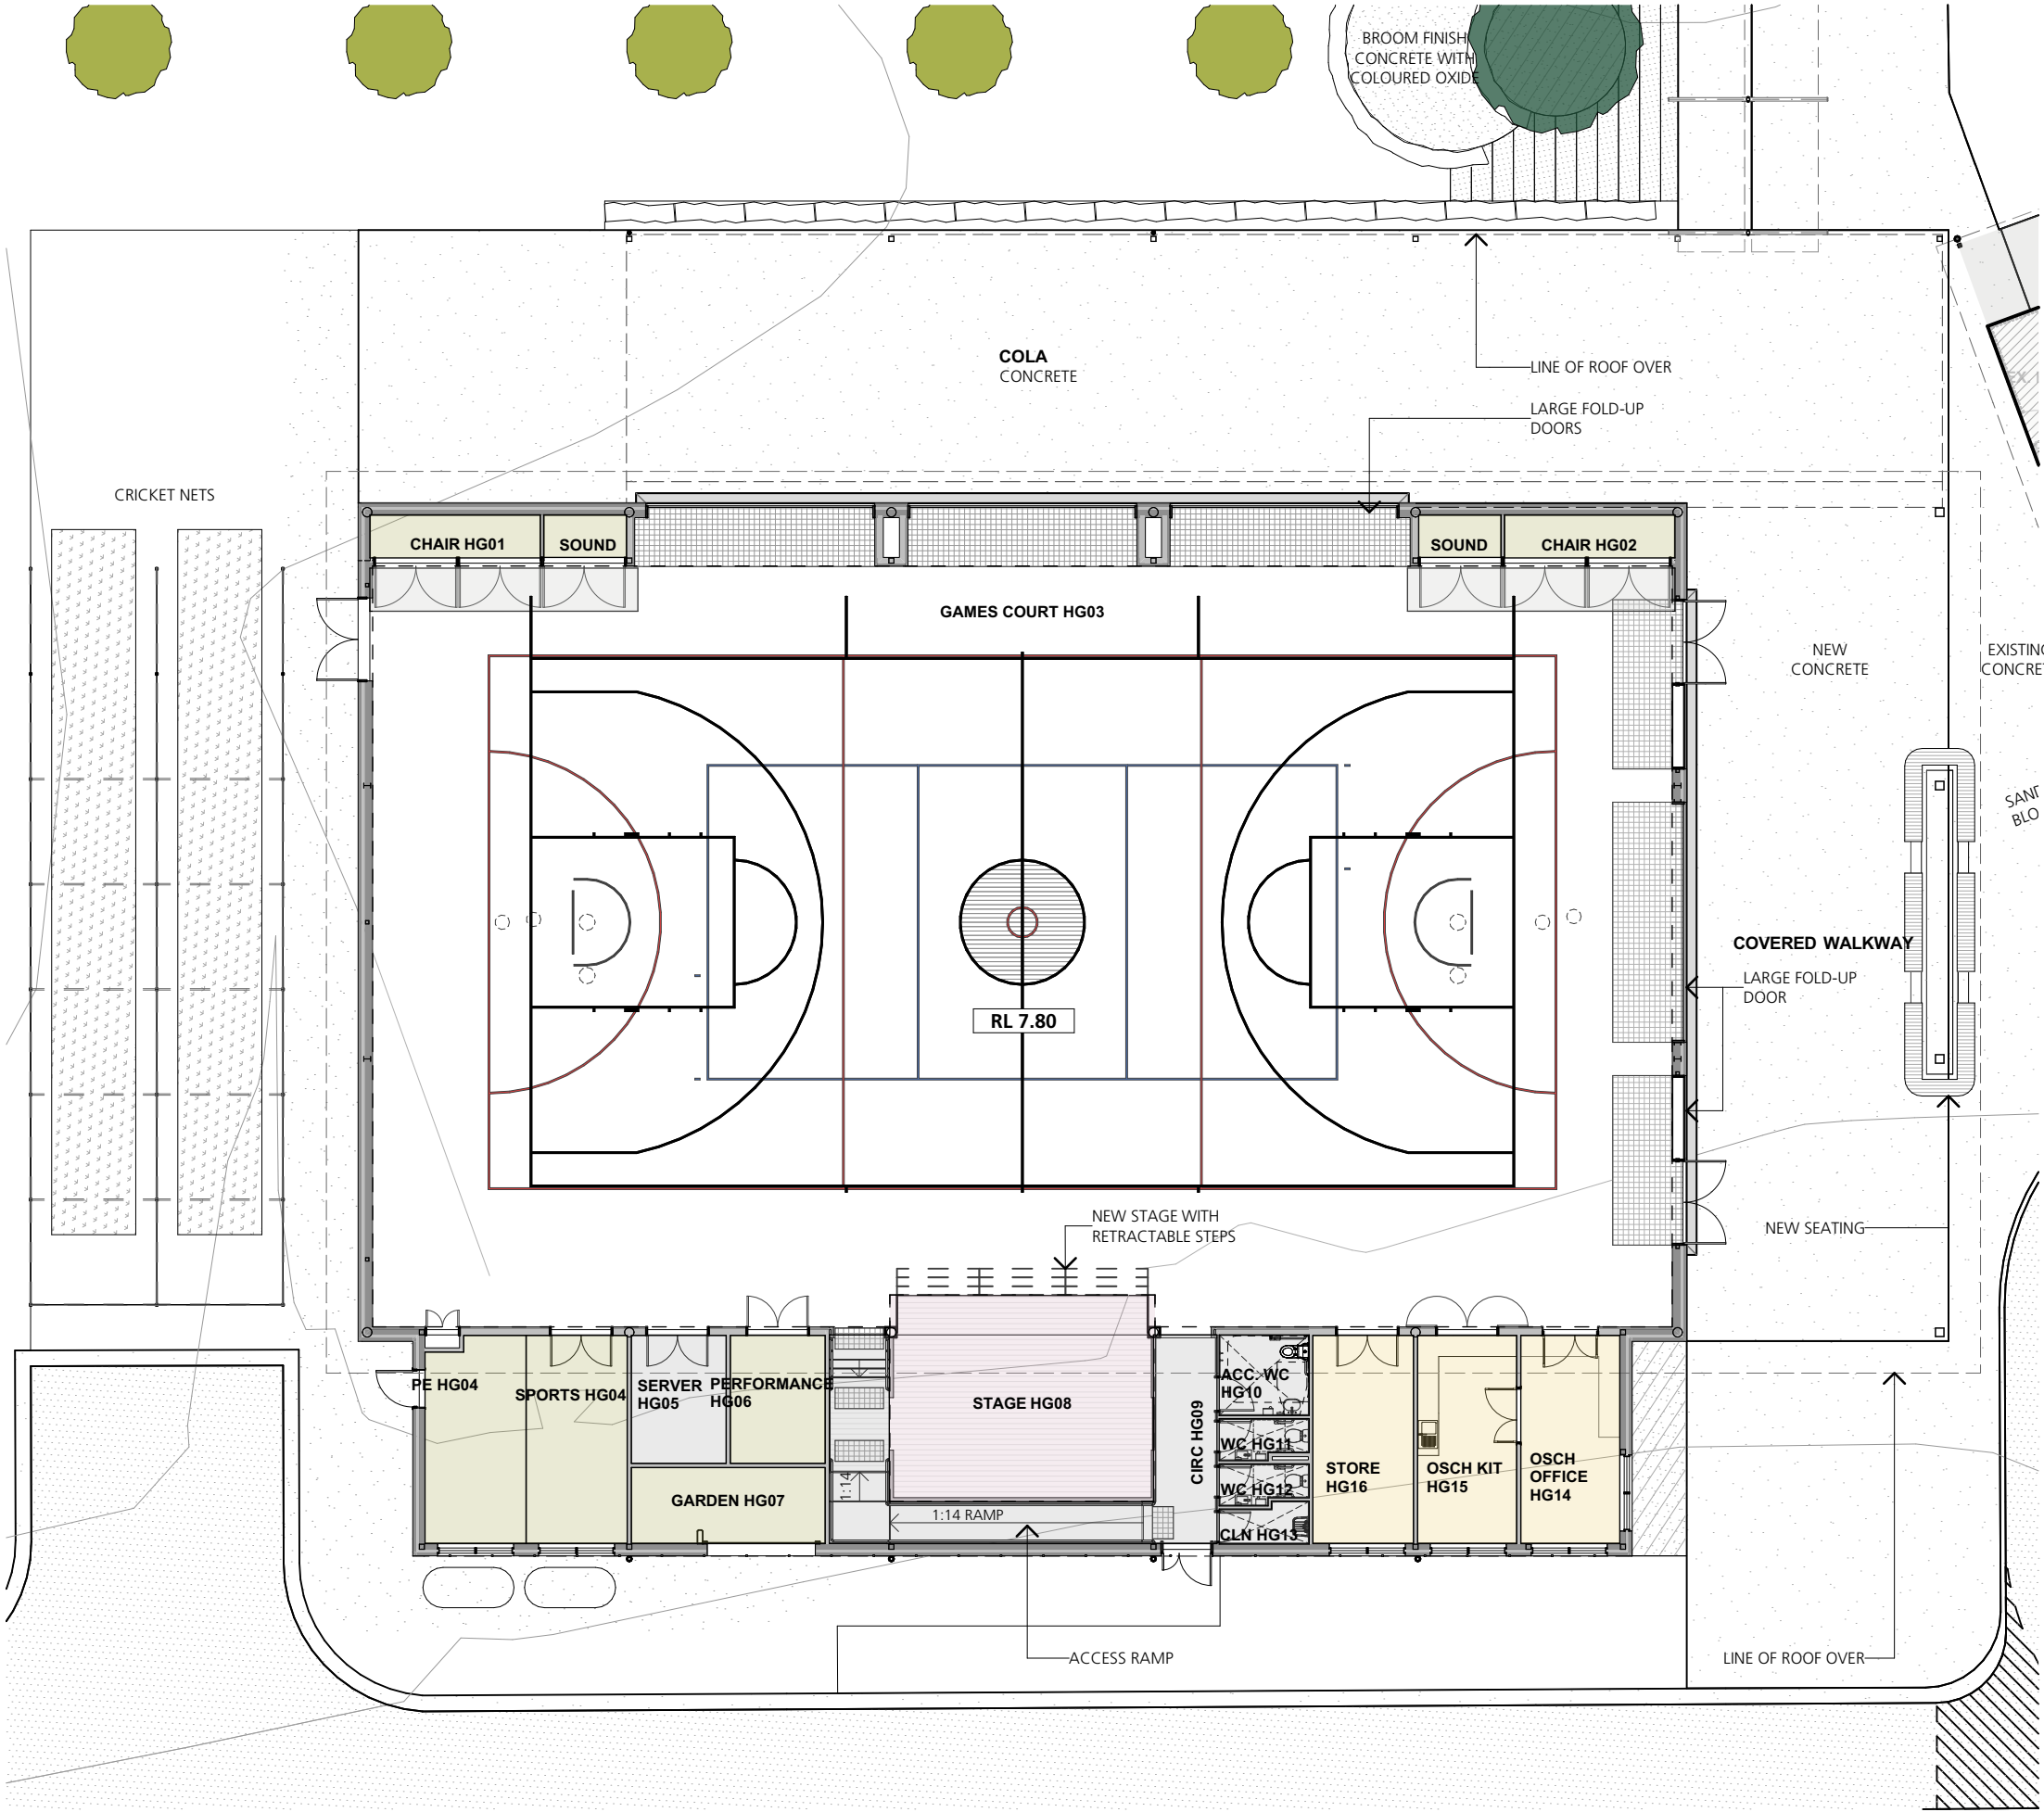 BROOM FINISH
CONCRETE WITH
COLOURED OXIDE
COLA
CONCRETE
LINE OF ROOF OVER
LARGE FOLD-UP
DOORS
CRICKET NETS
CHAIR HG01
SOUND
SOUND
CHAIR HG02
GAMES COURT HG03
NEW
CONCRETE
EXISTING
CONCRE
SAND
BLO
COVERED WALKWAY
LARGE FOLD-UP
DOOR
RL 7.80
NEW STAGE WITH
RETRACTABLE STEPS
NEW SEATING
PE HG04
SPORTS HG04
SERVER
HG05
PERFORMANCE
HG06
STAGE HG08
CIRC HG09
ACC. WC
HG10
WC HG11
WC HG12
CLN HG13
STORE
HG16
OSCH KIT
HG15
OSCH
OFFICE
HG14
GARDEN HG07
1:14
1:14 RAMP
ACCESS RAMP
LINE OF ROOF OVER